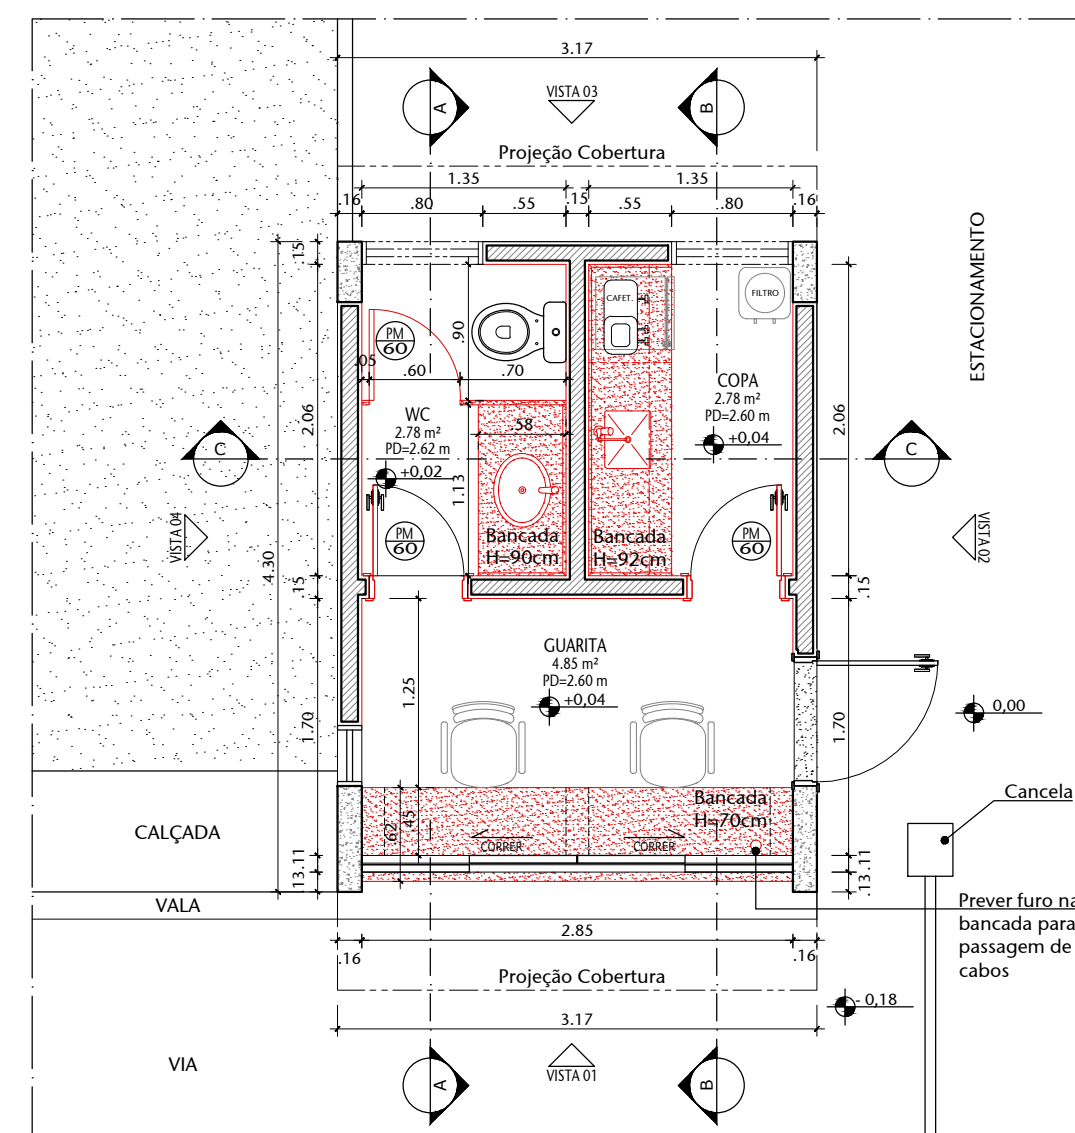 3.17
A
VISTA 03
B
Projeção Cobertura
1.35
1.35
.16
.80
.55
.15
.55
.80
.16
.15
ESTACIONAMENTO
CAFET.
FILTRO
PM
60
.90
.05
.60
.70
COPA
2.78 m²
PD=2.60 m
+0,04
WC
2.78 m²
PD=2.62 m
+0,02
.58
2.06
2.06
C
C
1.13
VISTA 04
VISTA 02
PM
60
Bancada
H=90cm
Bancada
H=92cm
PM
60
4.30
.15
.15
GUARITA
4.85 m²
PD=2.60 m
+0,04
1.25
1.70
1.70
0,00
Cancela
Bancada
H=70cm
CALÇADA
.62
.45
CORRER
CORRER
.11
.13
.11
.13
VALA
Prever furo na
bancada para
passagem de
cabos
2.85
.16
.16
Projeção Cobertura
- 0,18
3.17
VIA
A
VISTA 01
B